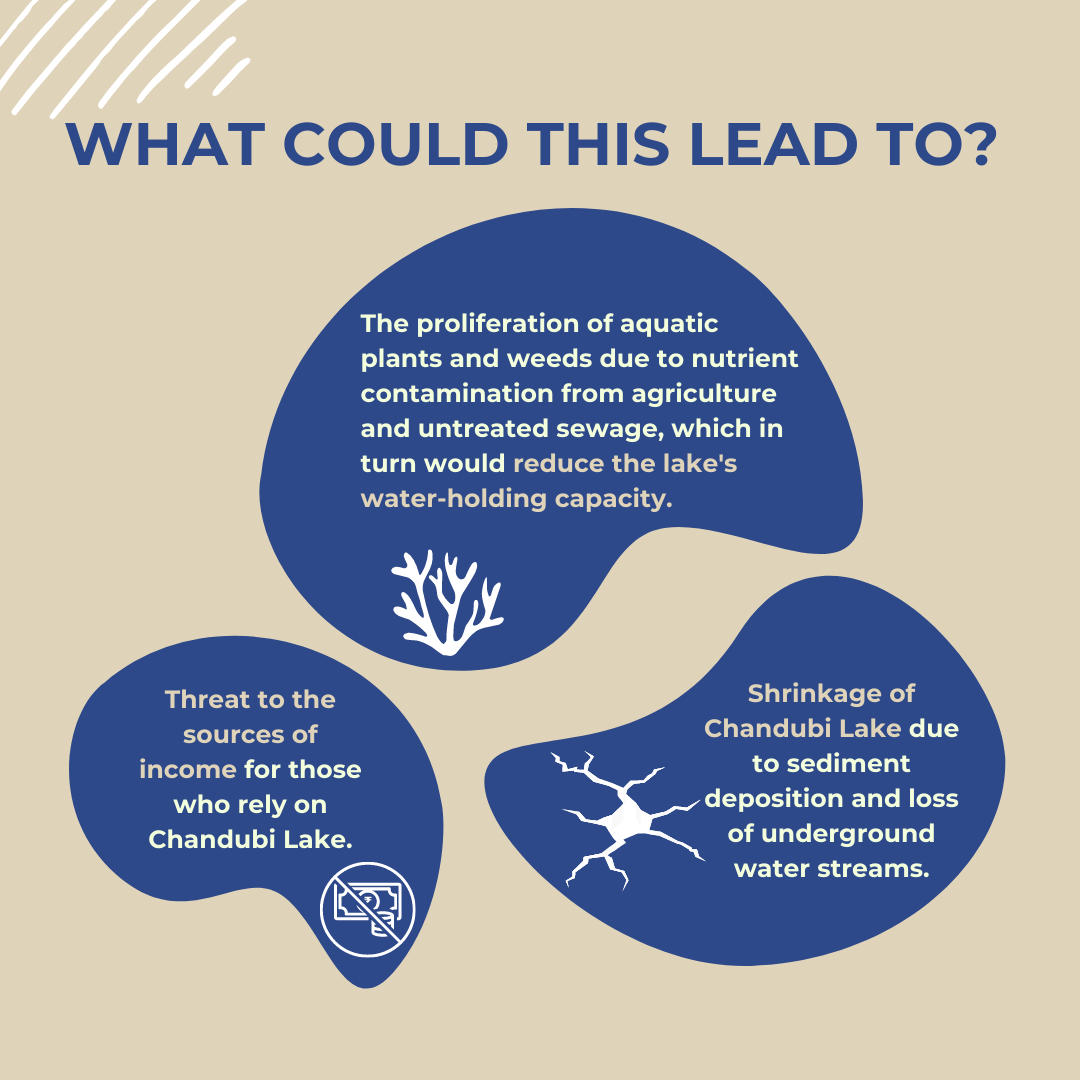 WHAT COULD THIS LEAD TO?
The proliferation of aquatic
plants and weeds due to nutrient
contamination from agriculture
and untreated sewage, which in
turn would reduce the lake's
water-holding capacity.
Threat to the
sources of
income for those
who rely on
Chandubi Lake.
Shrinkage of
Chandubi Lake due
to sediment
deposition and loss
of underground
water streams.